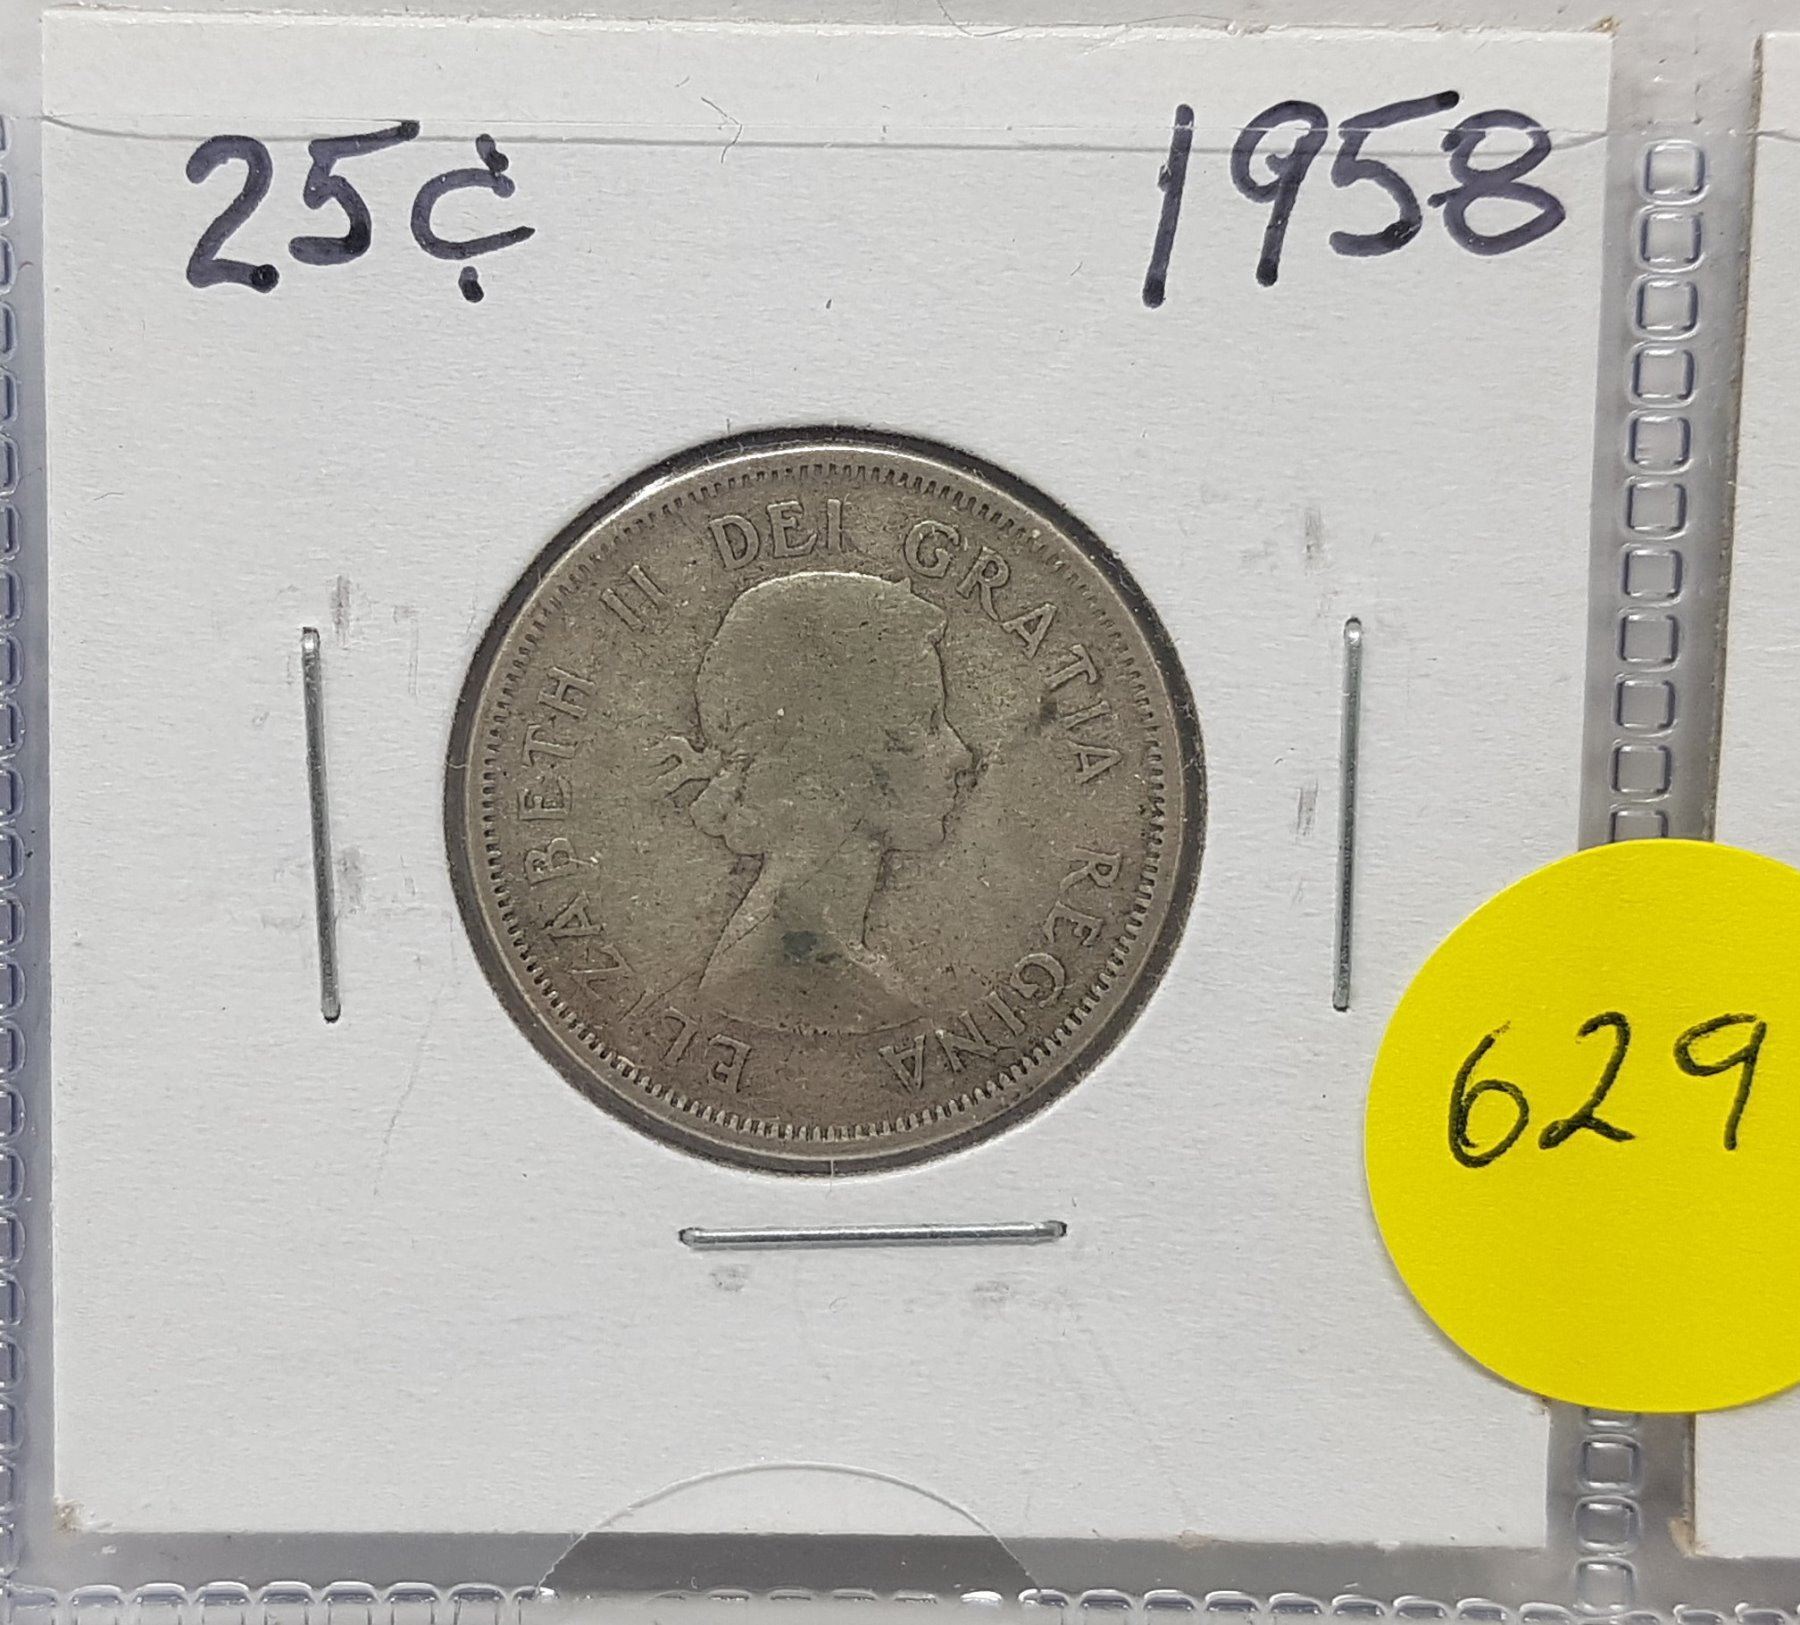 25¢ 1958
ELIZABETH II DEI GRATIA REGINA
629